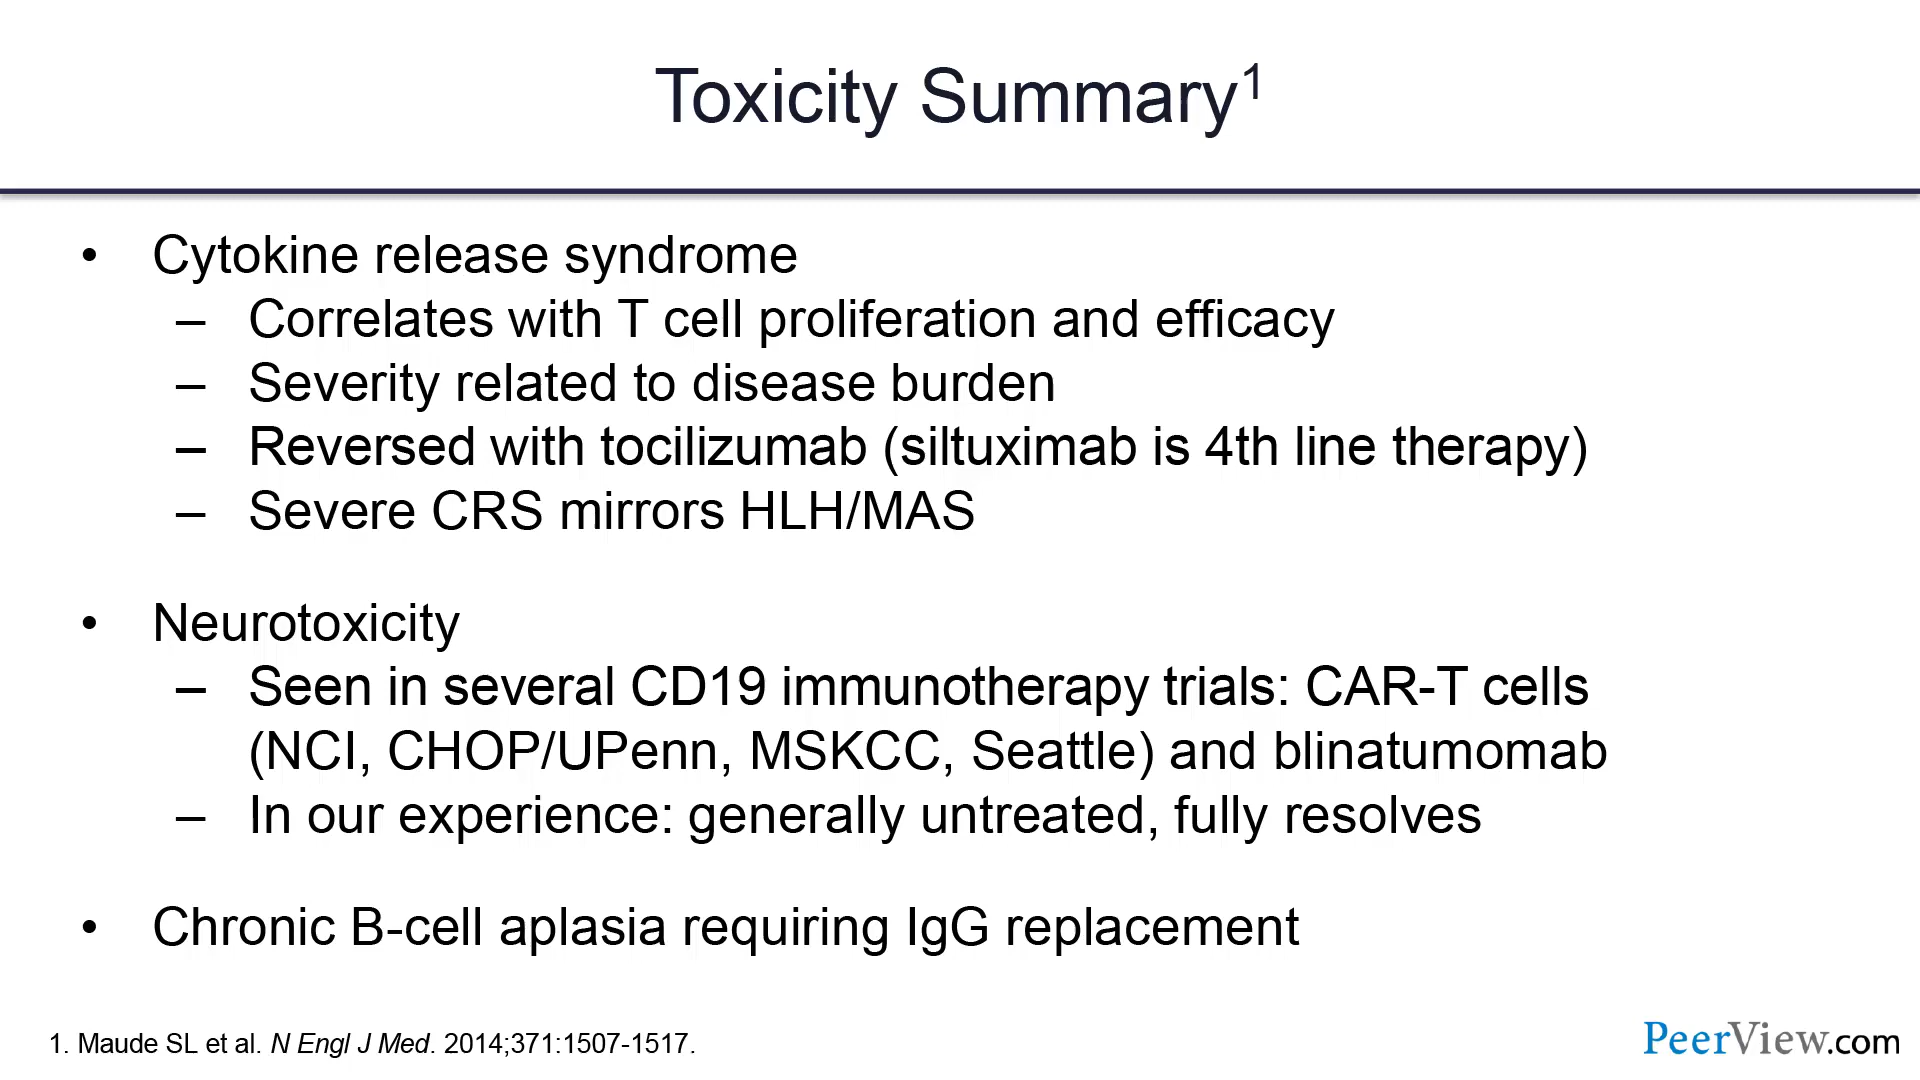 Toxicity Summary1
• Cytokine release syndrome
– Correlates with T cell proliferation and efficacy
– Severity related to disease burden
– Reversed with tocilizumab (siltuximab is 4th line therapy)
– Severe CRS mirrors HLH/MAS
• Neurotoxicity
– Seen in several CD19 immunotherapy trials: CAR-T cells
(NCI, CHOP/UPenn, MSKCC, Seattle) and blinatumomab
– In our experience: generally untreated, fully resolves
• Chronic B-cell aplasia requiring IgG replacement
1. Maude SL et al. N Engl J Med. 2014;371:1507-1517.
PeerView.com